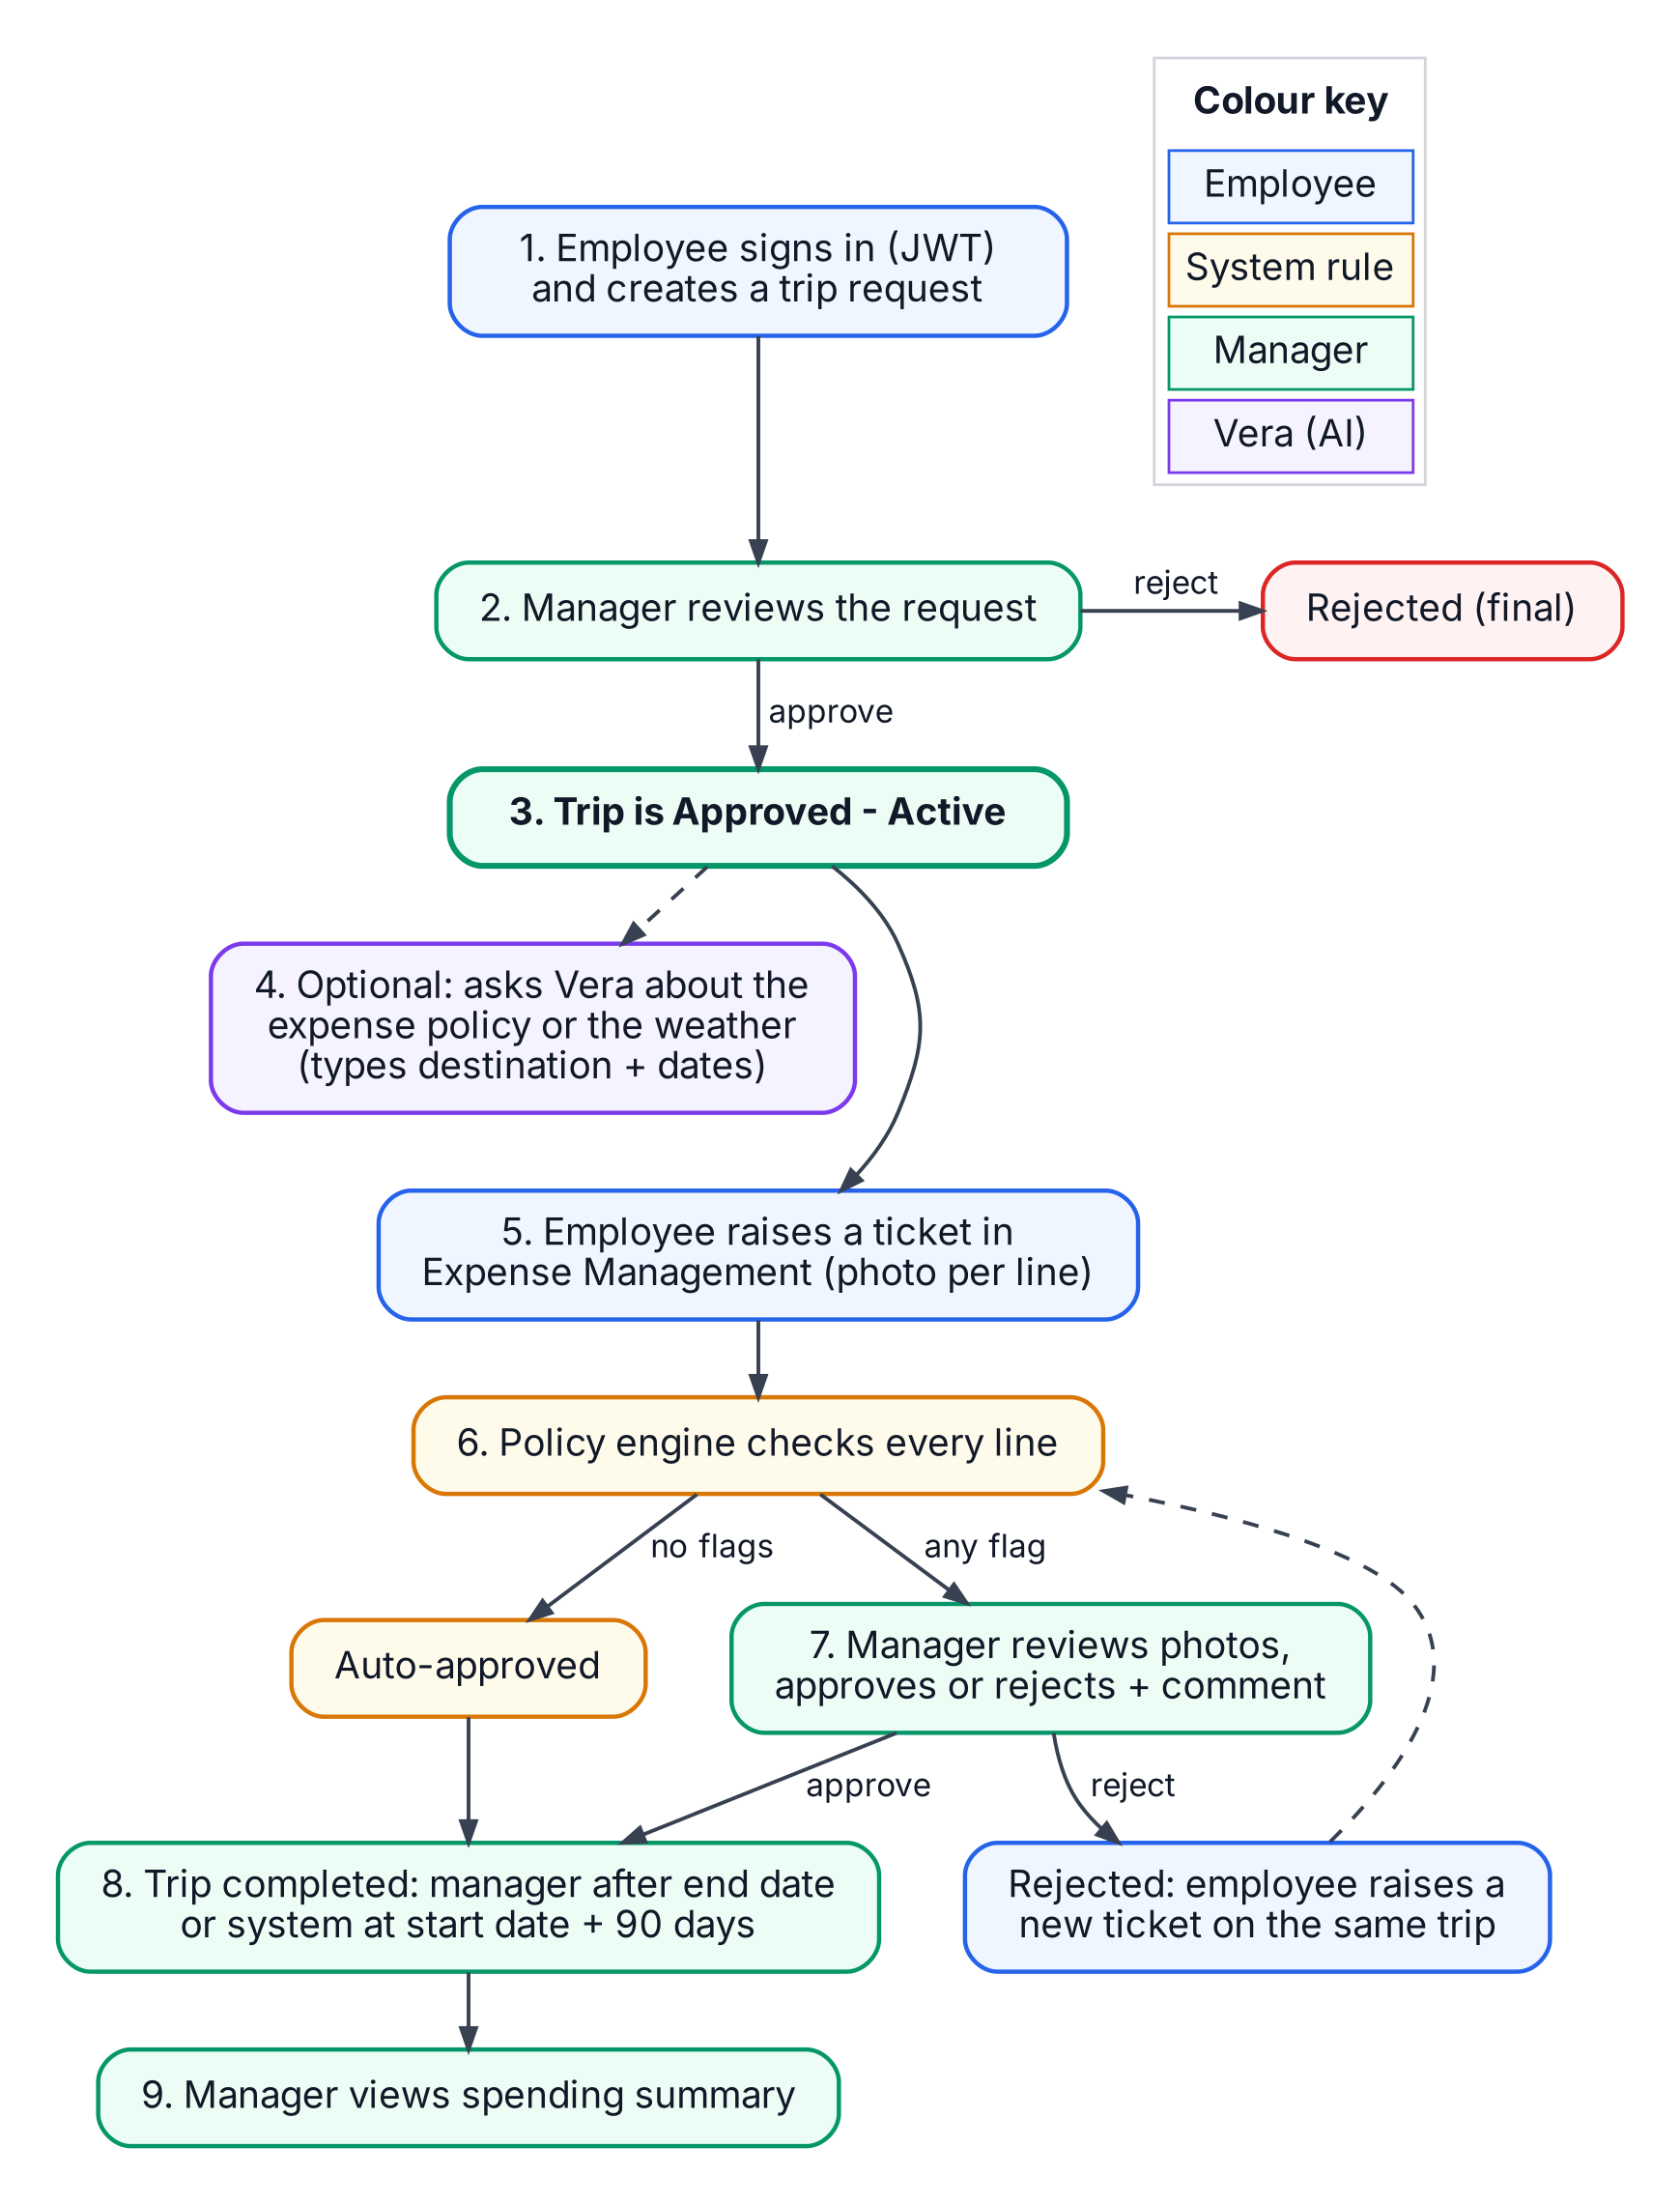 Colour key
Employee
System rule
Manager
Vera (AI)
1. Employee signs in (JWT)
and creates a trip request
2. Manager reviews the request
reject
Rejected (final)
approve
3. Trip is Approved - Active
4. Optional: asks Vera about the
expense policy or the weather
(types destination + dates)
5. Employee raises a ticket in
Expense Management (photo per line)
6. Policy engine checks every line
no flags
any flag
Auto-approved
7. Manager reviews photos,
approves or rejects + comment
approve
reject
8. Trip completed: manager after end date
or system at start date + 90 days
Rejected: employee raises a
new ticket on the same trip
9. Manager views spending summary